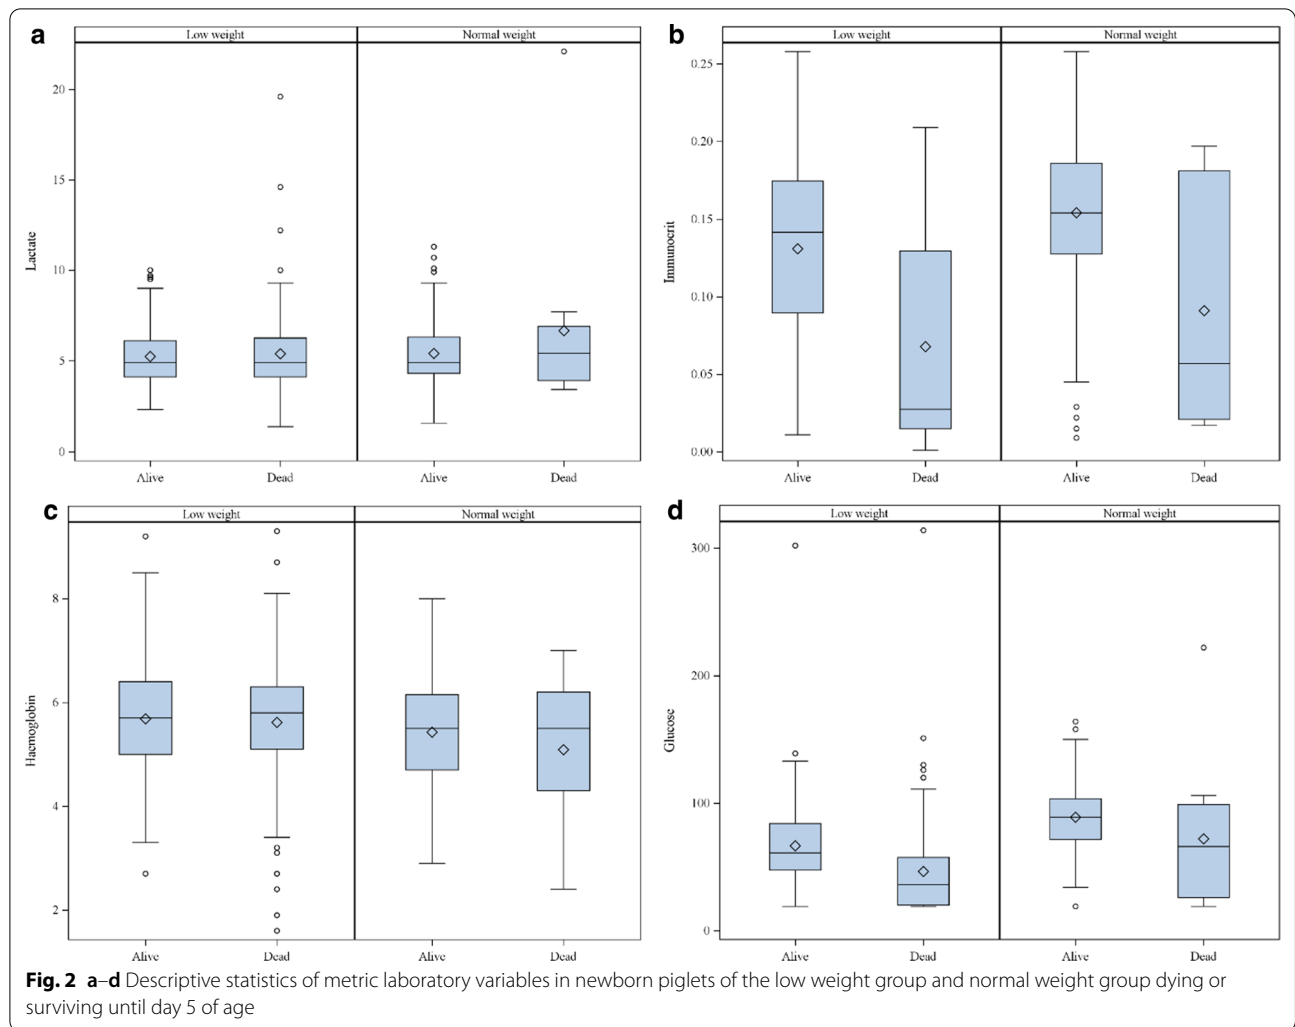 a
Low weight
Normal weight
20
15
10
5
0
Lactate
Alive
Dead
Alive
Dead
b
Low weight
Normal weight
0.25
0.20
0.15
0.10
0.05
0.00
Immunocrit
Alive
Dead
Alive
Dead
c
Low weight
Normal weight
8
6
4
2
Haemoglobin
Alive
Dead
Alive
Dead
d
Low weight
Normal weight
300
200
100
0
Glucose
Alive
Dead
Alive
Dead
Fig. 2 a–d Descriptive statistics of metric laboratory variables in newborn piglets of the low weight group and normal weight group dying or
surviving until day 5 of age